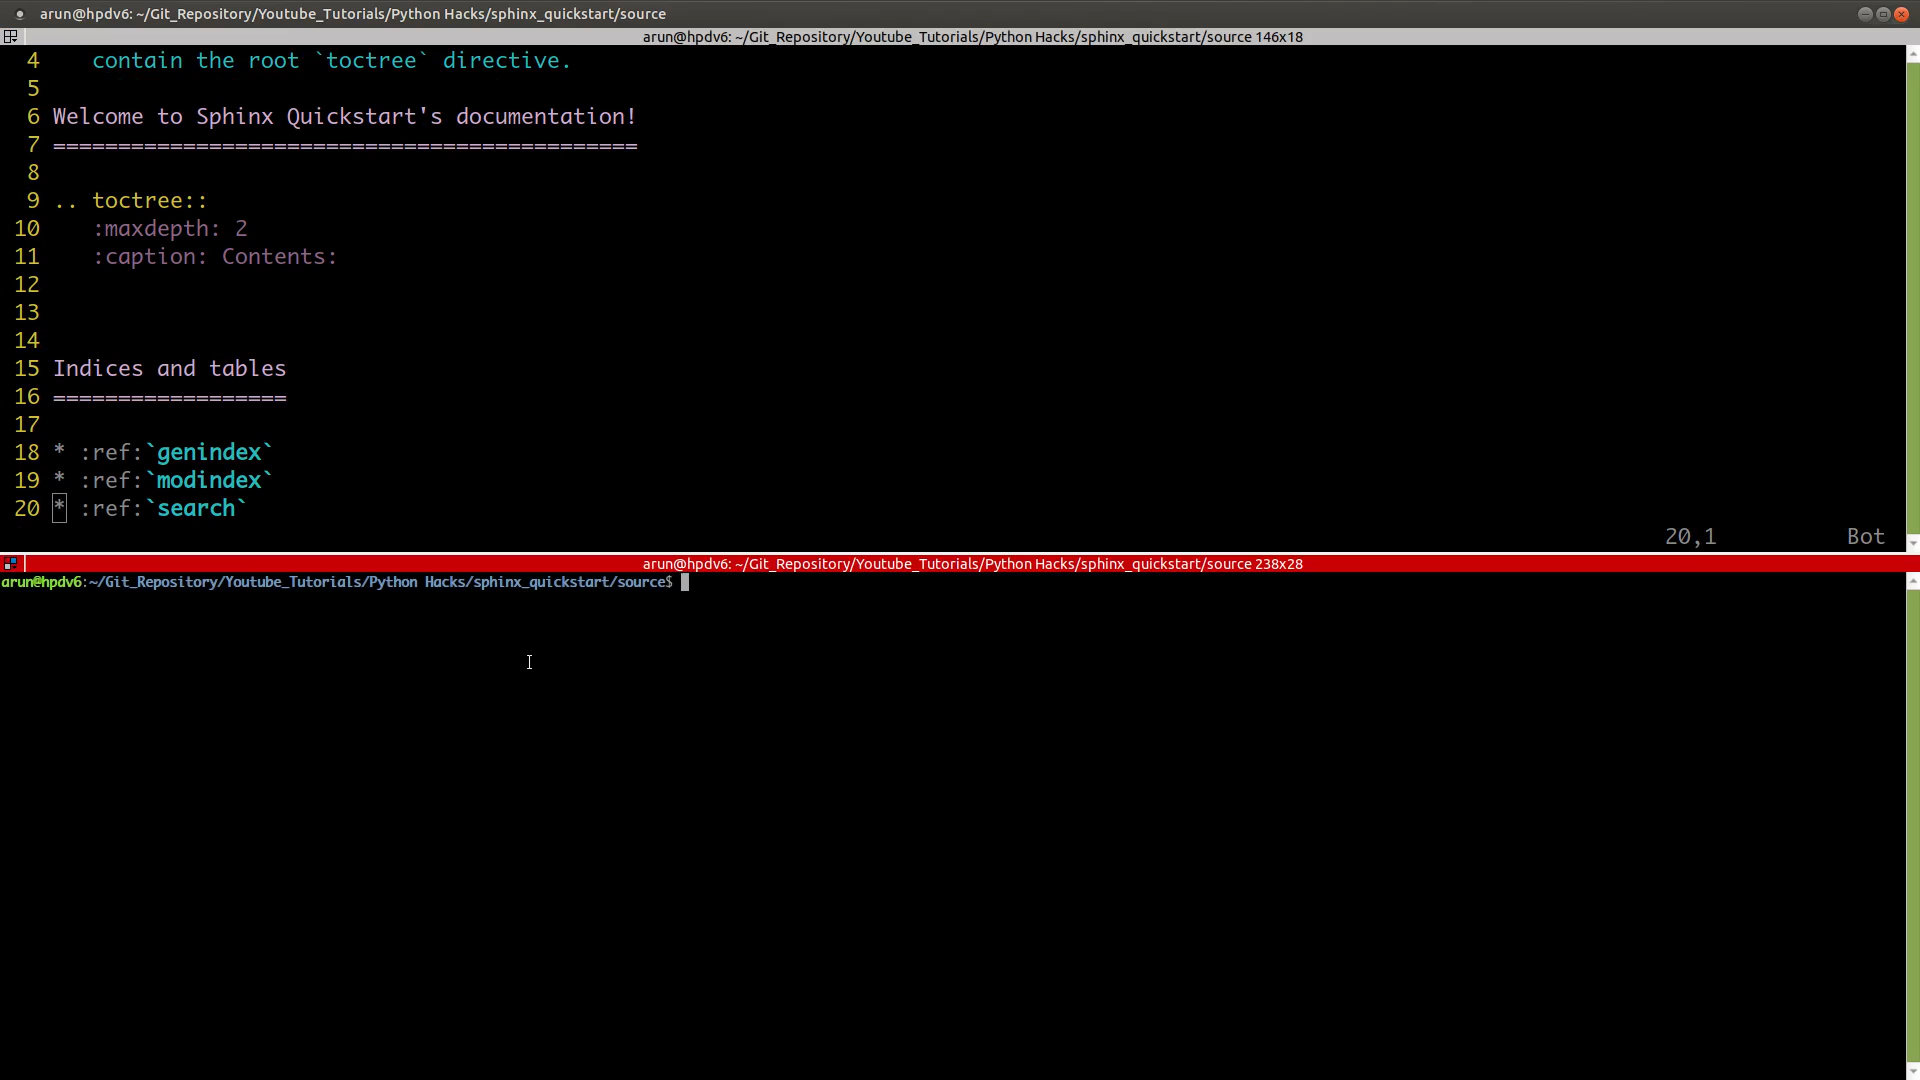 arun@hpdv6: ~/Git_Repository/Youtube_Tutorials/Python Hacks/sphinx_quickstart/source
arun@hpdv6: ~/Git_Repository/Youtube_Tutorials/Python Hacks/sphinx_quickstart/source 146x18
4    contain the root `toctree` directive.
5
6 Welcome to Sphinx Quickstart's documentation!
7 =============================================
8
9 .. toctree::
10    :maxdepth: 2
11    :caption: Contents:
12
13
14
15 Indices and tables
16 ==================
17
18 * :ref:`genindex`
19 * :ref:`modindex`
20 * :ref:`search`
20,1 Bot
arun@hpdv6: ~/Git_Repository/Youtube_Tutorials/Python Hacks/sphinx_quickstart/source 238x28
arun@hpdv6:~/Git_Repository/Youtube_Tutorials/Python Hacks/sphinx_quickstart/source$